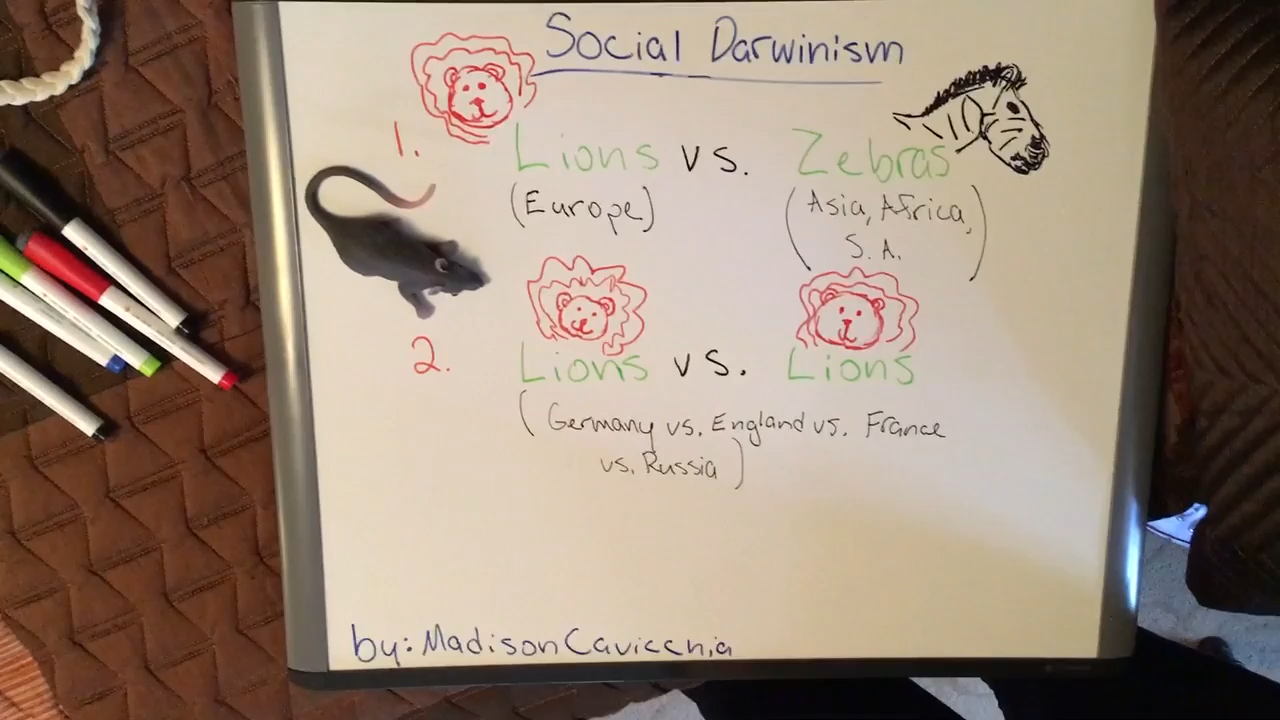 Social Darwinism
1. Lions vs. Zebras
(Europe) (Asia, Africa, S. A.)
2. Lions vs. Lions
(Germany vs. England vs. France
vs. Russia)
by: Madison Cavicchia